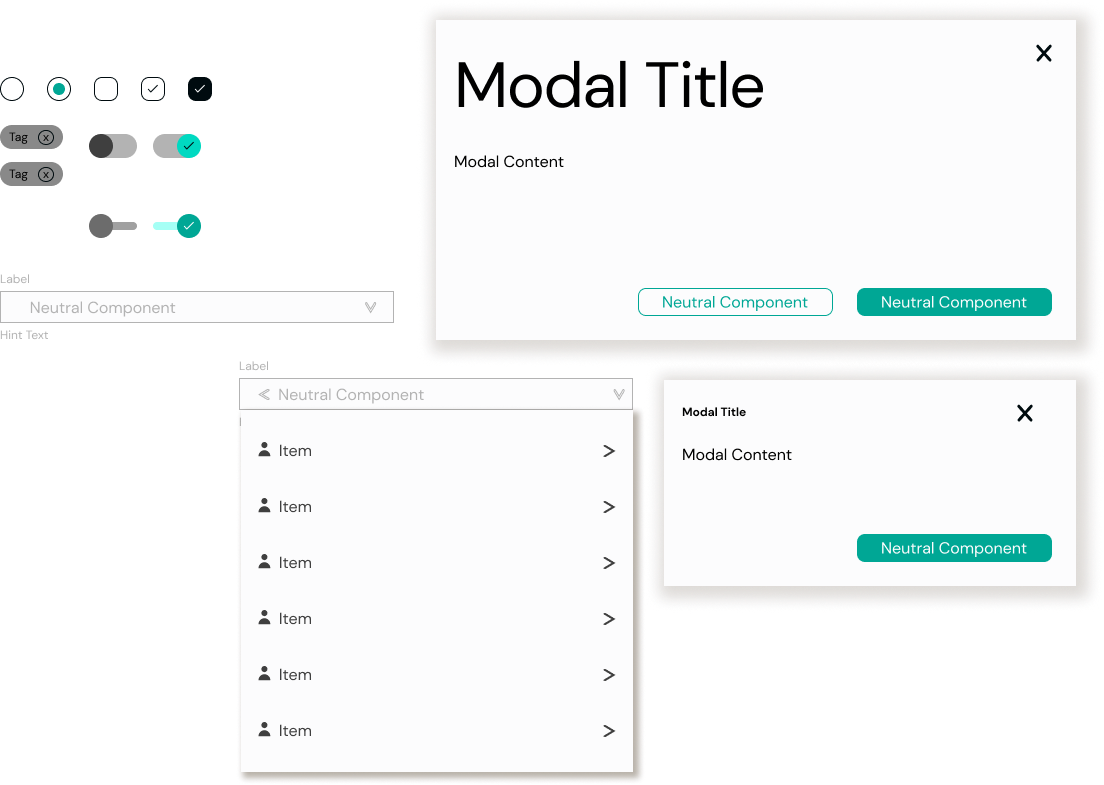 Modal Title
Modal Content
Neutral Component
Neutral Component
Tag
Tag
Label
Neutral Component
Hint Text
Label
Neutral Component
Item
Item
Item
Item
Item
Item
Modal Title
Modal Content
Neutral Component